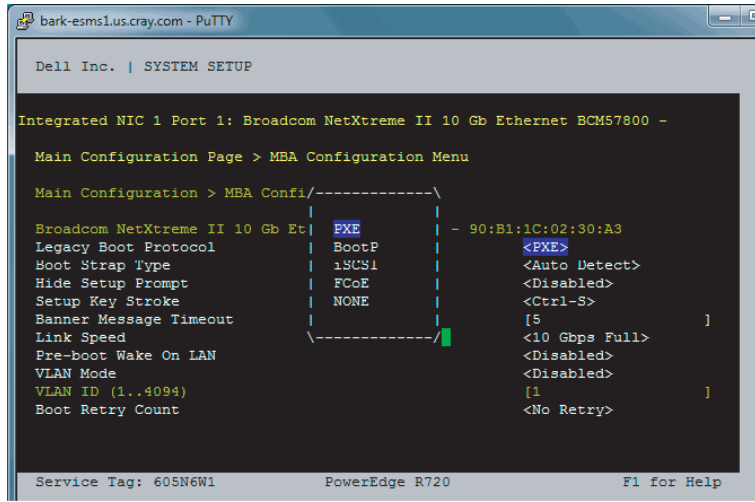 bark-esms1.us.cray.com - PuTTY
Dell Inc. | SYSTEM SETUP
Integrated NIC 1 Port 1: Broadcom NetXtreme II 10 Gb Ethernet BCM57800 -
Main Configuration Page > MBA Configuration Menu
Main Configuration > MBA Confi/-------------\
| |
Broadcom NetXtreme II 10 Gb Et| PXE | - 90:B1:1C:02:30:A3
Legacy Boot Protocol | BootP | <PXE>
Boot Strap Type | iSCSI | <Auto Detect>
Hide Setup Prompt | FCoE | <Disabled>
Setup Key Stroke | NONE | <Ctrl-S>
Banner Message Timeout | | [5 ]
Link Speed \-------------/ <10 Gbps Full>
Pre-boot Wake On LAN <Disabled>
VLAN Mode <Disabled>
VLAN ID (1..4094) [1 ]
Boot Retry Count <No Retry>
Service Tag: 605N6W1 PowerEdge R720 F1 for Help